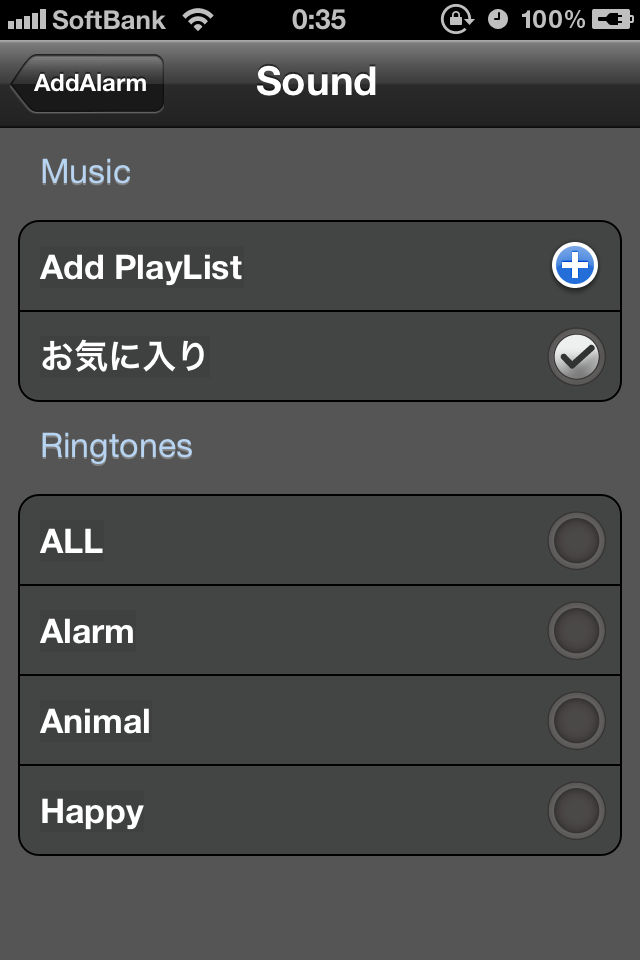 SoftBank 0:35 100%
AddAlarm Sound
Music
Add PlayList
お気に入り
Ringtones
ALL
Alarm
Animal
Happy